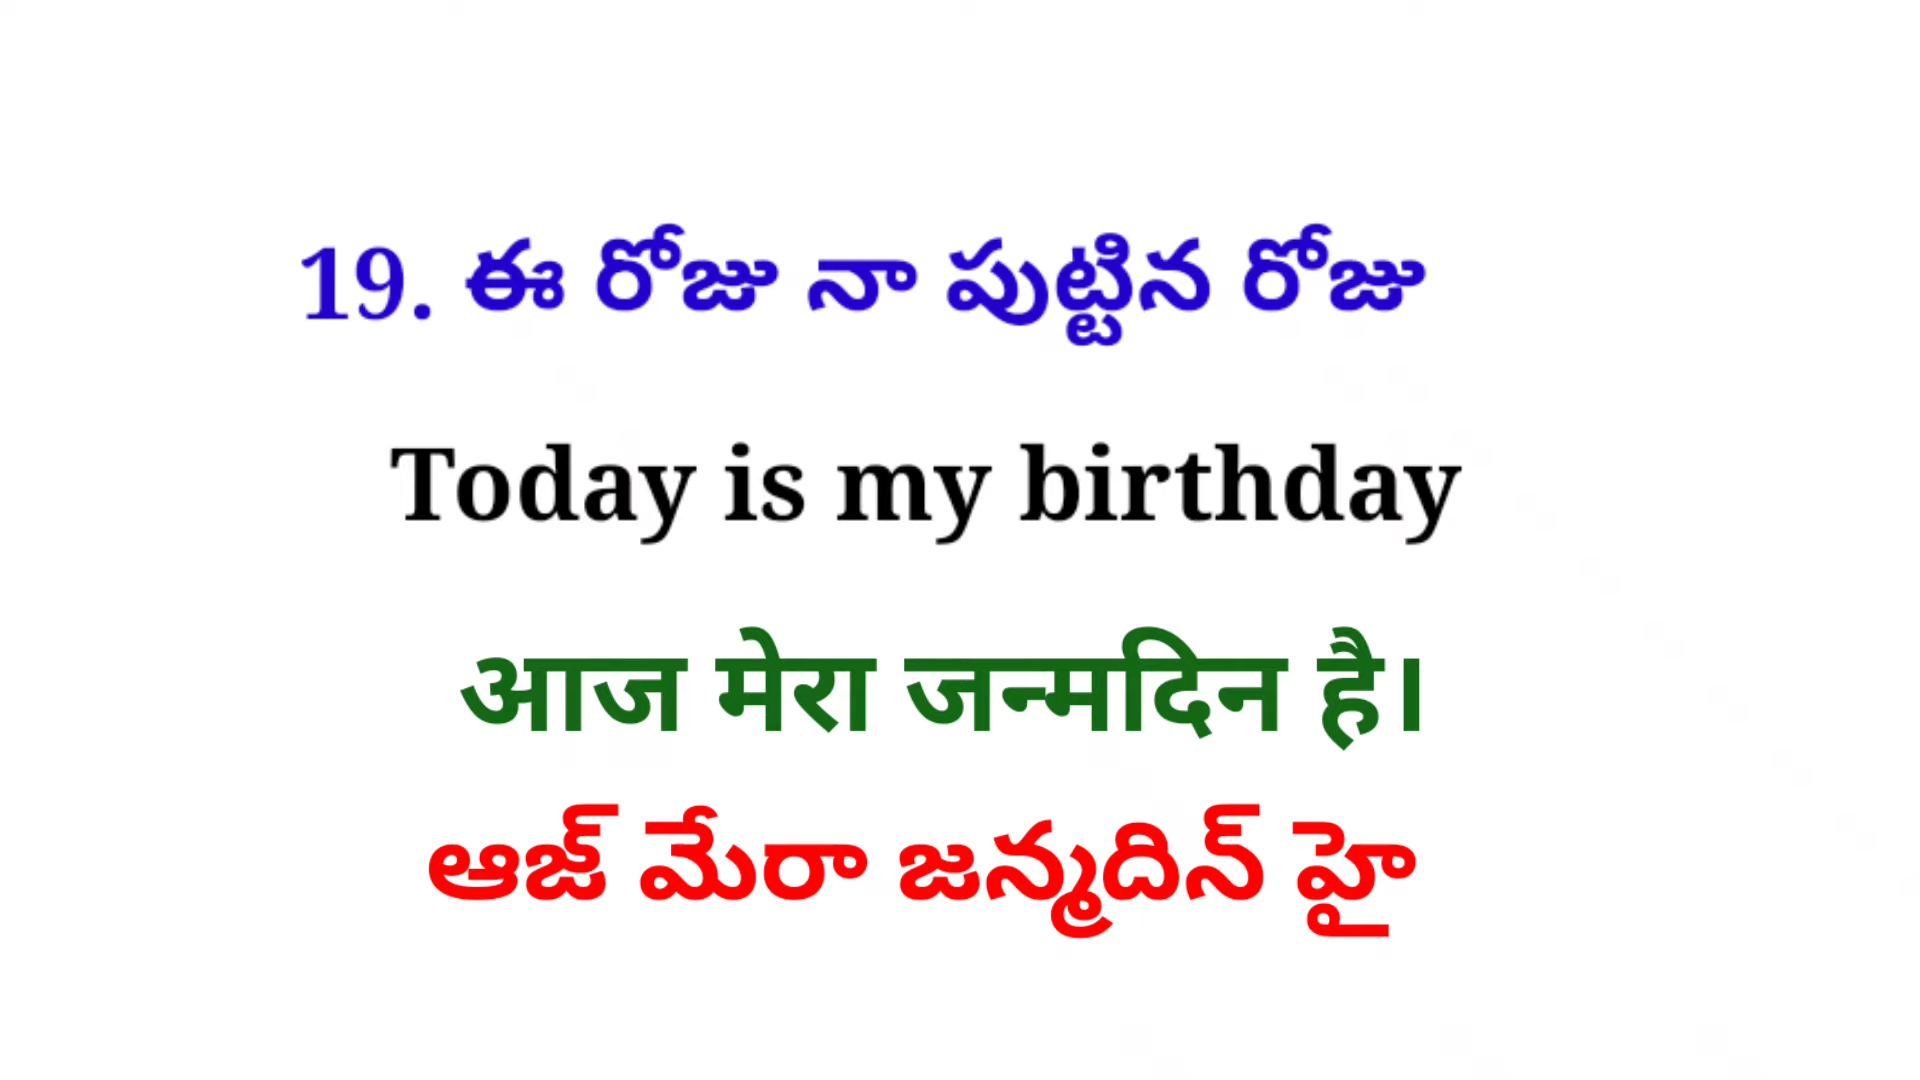 19. ఈ రోజు నా పుట్టిన రోజు
Today is my birthday
आज मेरा जन्मदिन है।
ఆజ్ మేరా జన్మదిన్ హై